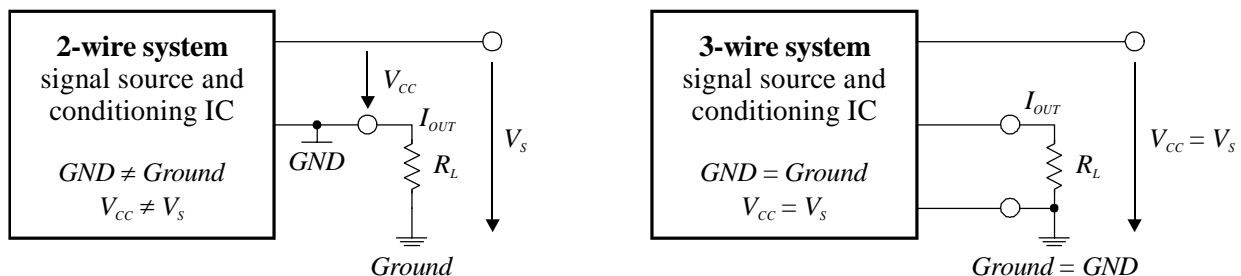 2-wire system
signal source and
conditioning IC
GND ≠ Ground
V_CC ≠ V_S
V_CC
I_OUT
GND
R_L
V_S
Ground
3-wire system
signal source and
conditioning IC
GND = Ground
V_CC = V_S
I_OUT
R_L
V_CC = V_S
Ground = GND